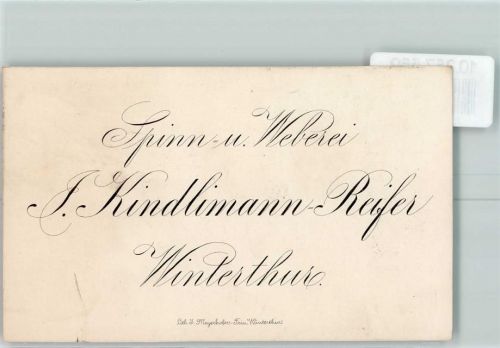 Spinn- u. Weberei
J. Kindlimann-Reifer
Winterthur.